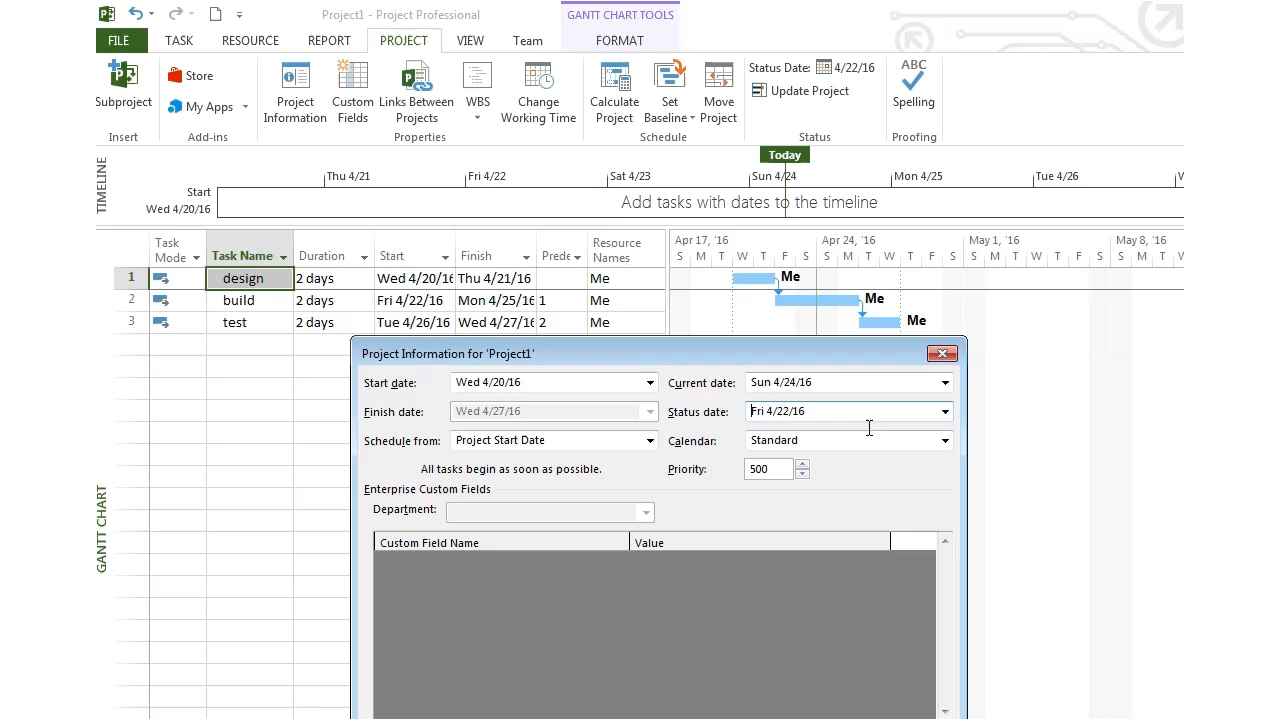 Project1 - Project Professional
GANTT CHART TOOLS
FILE TASK RESOURCE REPORT PROJECT VIEW Team FORMAT
Subproject
Insert
Store
My Apps
Add-ins
Project Information
Custom Fields
Links Between Projects
WBS
Change Working Time
Properties
Calculate Project
Set Baseline
Move Project
Schedule
Status Date: 4/22/16
Update Project
Status
ABC
Spelling
Proofing
TIMELINE
Today
Thu 4/21 Fri 4/22 Sat 4/23 Sun 4/24 Mon 4/25 Tue 4/26
Start
Wed 4/20/16
Add tasks with dates to the timeline
Task Mode Task Name Duration Start Finish Prede Resource Names
Apr 17, '16 Apr 24, '16 May 1, '16 May 8, '16
S M T W T F S S M T W T F S S M T W T F S S M T W
1 design 2 days Wed 4/20/16 Thu 4/21/16 Me Me
2 build 2 days Fri 4/22/16 Mon 4/25/16 1 Me Me
3 test 2 days Tue 4/26/16 Wed 4/27/16 2 Me Me
GANTT CHART
Project Information for 'Project1'
Start date: Wed 4/20/16 Current date: Sun 4/24/16
Finish date: Wed 4/27/16 Status date: Fri 4/22/16
Schedule from: Project Start Date Calendar: Standard
All tasks begin as soon as possible. Priority: 500
Enterprise Custom Fields
Department:
Custom Field Name Value